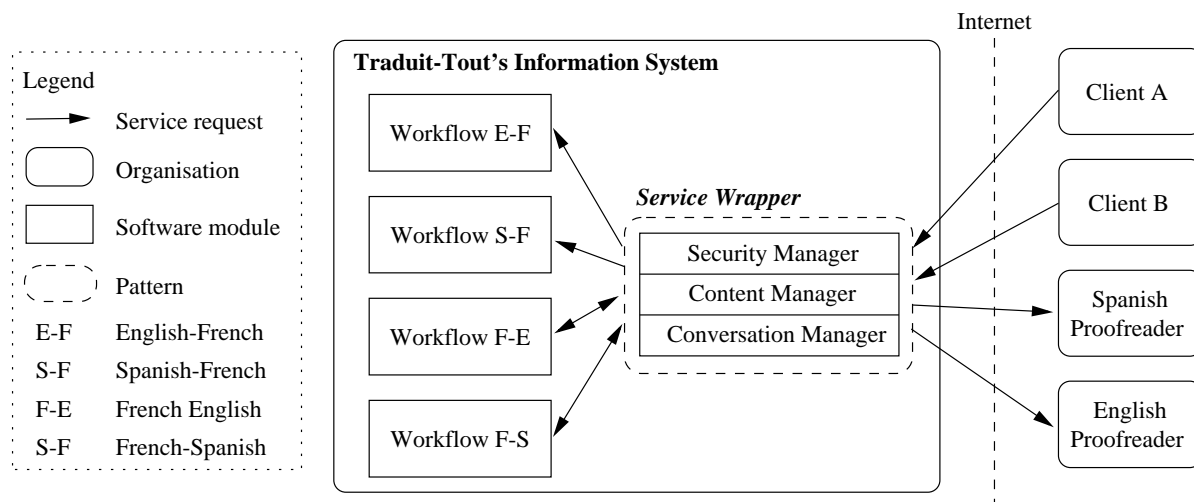 Legend
Service request
Organisation
Software module
Pattern
E-F English-French
S-F Spanish-French
F-E French English
S-F French-Spanish
Traduit-Tout's Information System
Workflow E-F
Workflow S-F
Workflow F-E
Workflow F-S
Service Wrapper
Security Manager
Content Manager
Conversation Manager
Internet
Client A
Client B
Spanish
Proofreader
English
Proofreader